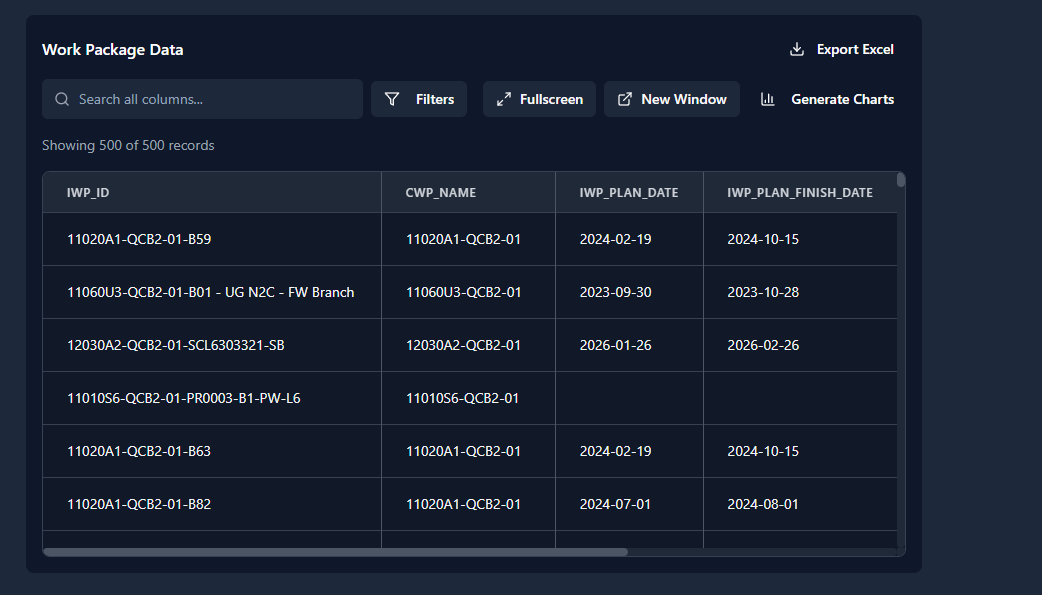 Work Package Data
Export Excel
Search all columns...
Filters
Fullscreen
New Window
Generate Charts
Showing 500 of 500 records
IWP_ID CWP_NAME IWP_PLAN_DATE IWP_PLAN_FINISH_DATE
11020A1-QCB2-01-B59 11020A1-QCB2-01 2024-02-19 2024-10-15
11060U3-QCB2-01-B01 - UG N2C - FW Branch 11060U3-QCB2-01 2023-09-30 2023-10-28
12030A2-QCB2-01-SCL6303321-SB 12030A2-QCB2-01 2026-01-26 2026-02-26
11010S6-QCB2-01-PR0003-B1-PW-L6 11010S6-QCB2-01
11020A1-QCB2-01-B63 11020A1-QCB2-01 2024-02-19 2024-10-15
11020A1-QCB2-01-B82 11020A1-QCB2-01 2024-07-01 2024-08-01